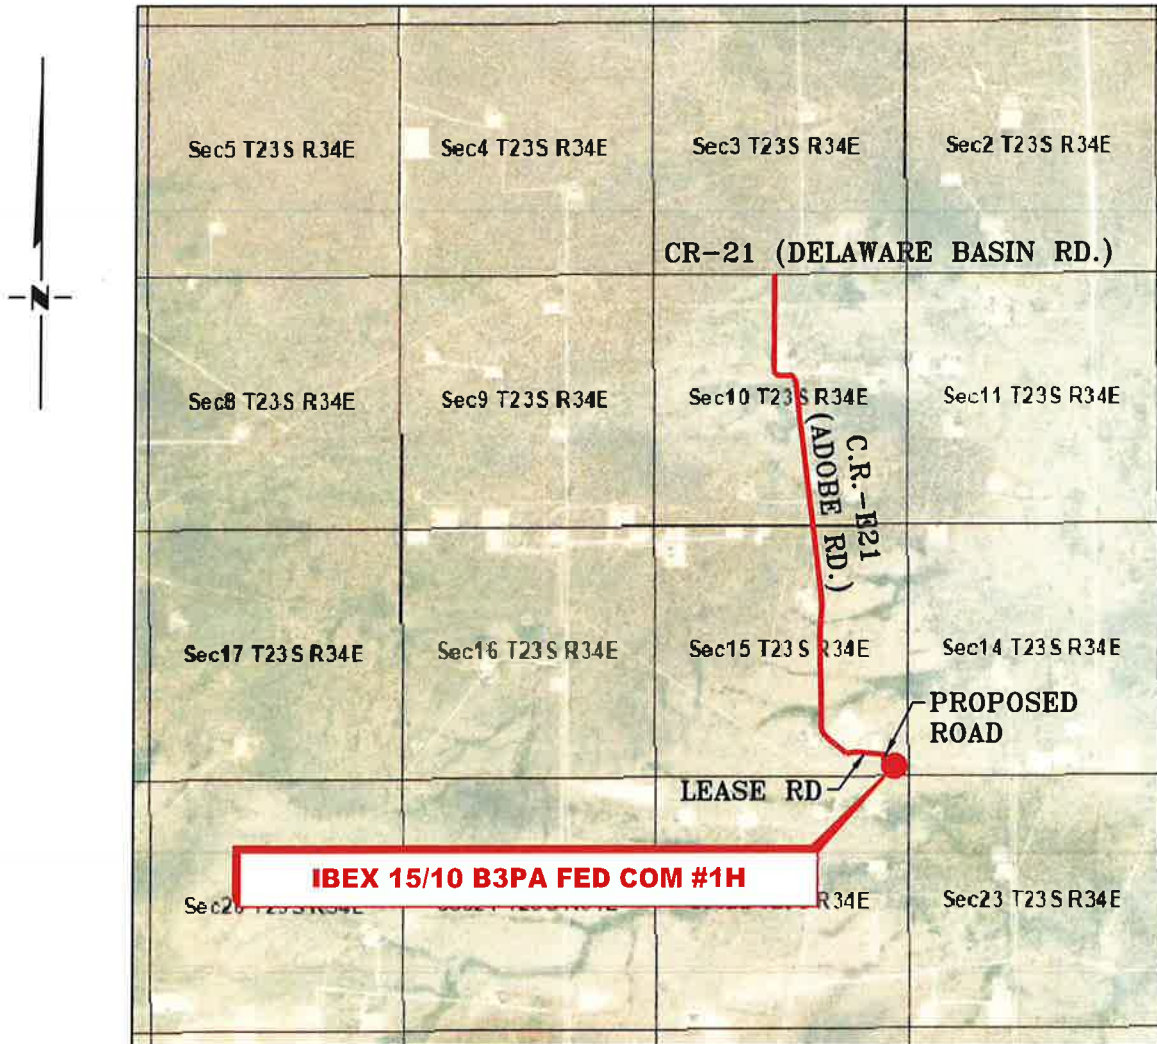 Sec5 T23S R34E
Sec4 T23S R34E
Sec3 T23S R34E
Sec2 T23S R34E
CR-21 (DELAWARE BASIN RD.)
N
Sec8 T23S R34E
Sec9 T23S R34E
Sec10 T23S R34E
Sec11 T23S R34E
C.R.-E21
(ADOBE RD.)
Sec17 T23S R34E
Sec16 T23S R34E
Sec15 T23S R34E
Sec14 T23S R34E
PROPOSED
ROAD
LEASE RD
IBEX 15/10 B3PA FED COM #1H
R34E
Sec23 T23S R34E